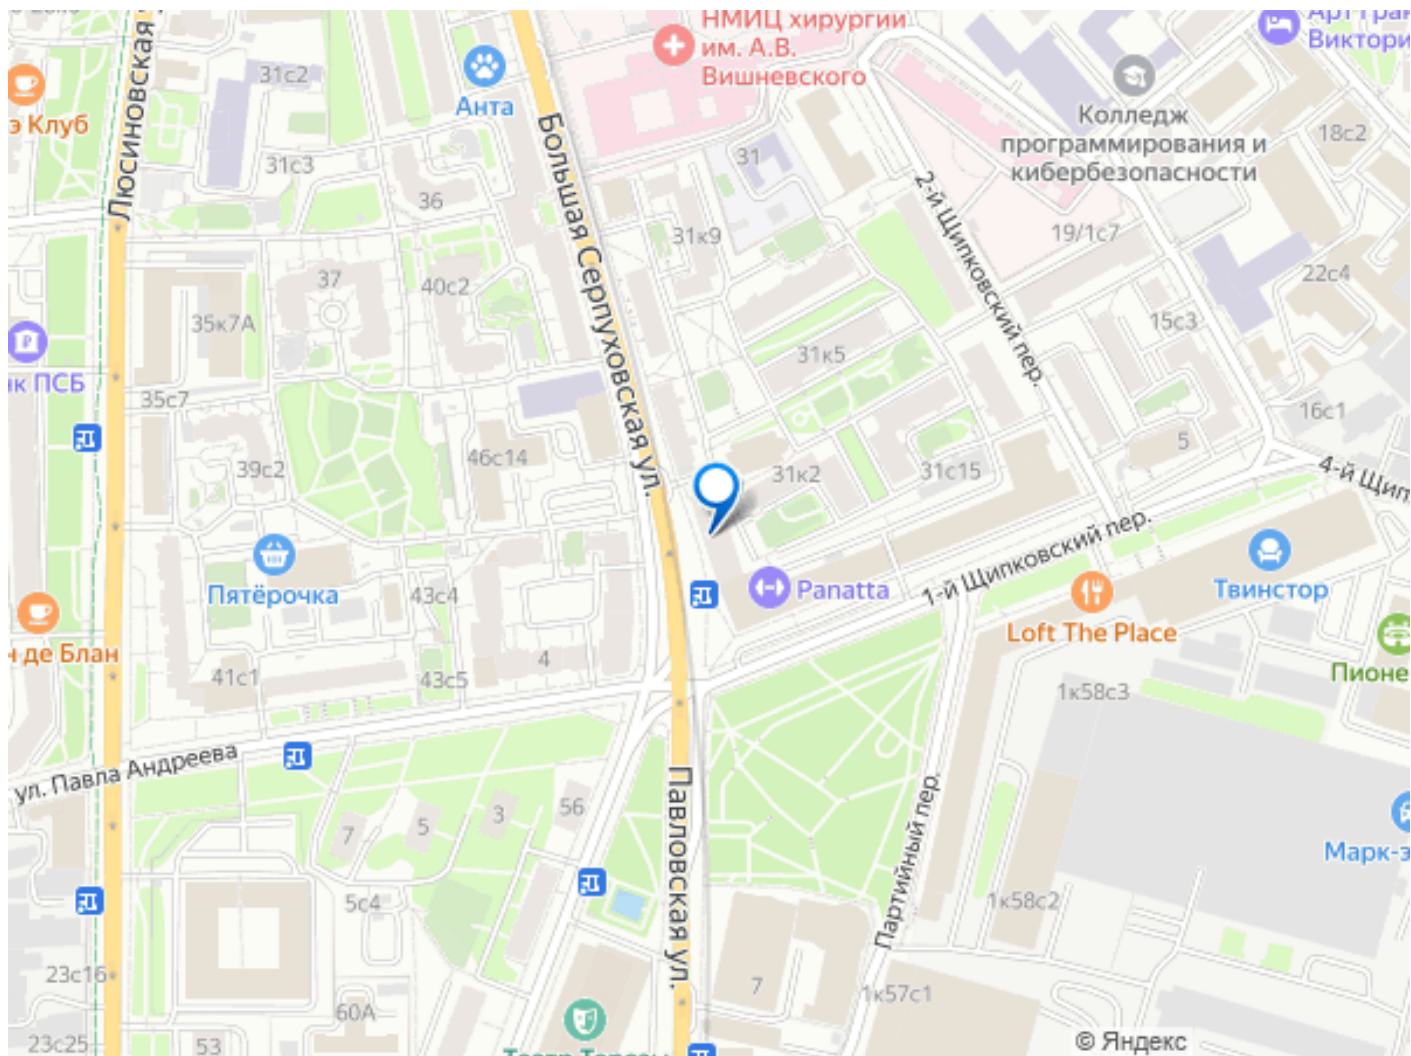 НМИЦ хирургии
им. А.В.
Вишневского
Арт Гран
Виктори
31с2
Анта
э Клуб
Люсиновская
Большая Серпуховская ул.
Колледж
программирования и
кибербезопасности
18с2
31с3
31
36
2-й Щипковский пер.
31к9
19/1с7
22с4
37
40с2
35к7А
15с3
31к5
нк ПСБ
35с7
16с1
5
39с2
46с14
31к2
31с15
4-й Щип
1-й Щипковский пер.
Пятёрочка
43с4
Panatta
Твинстор
Loft The Place
н де Блан
41с1
43с5
4
1к58с3
Пионе
ул. Павла Андреева
Павловская ул.
Партийный пер.
7
5
3
56
Марк-э
5с4
1к58с2
23с16
60А
7
1к57с1
23с25
53
© Яндекс